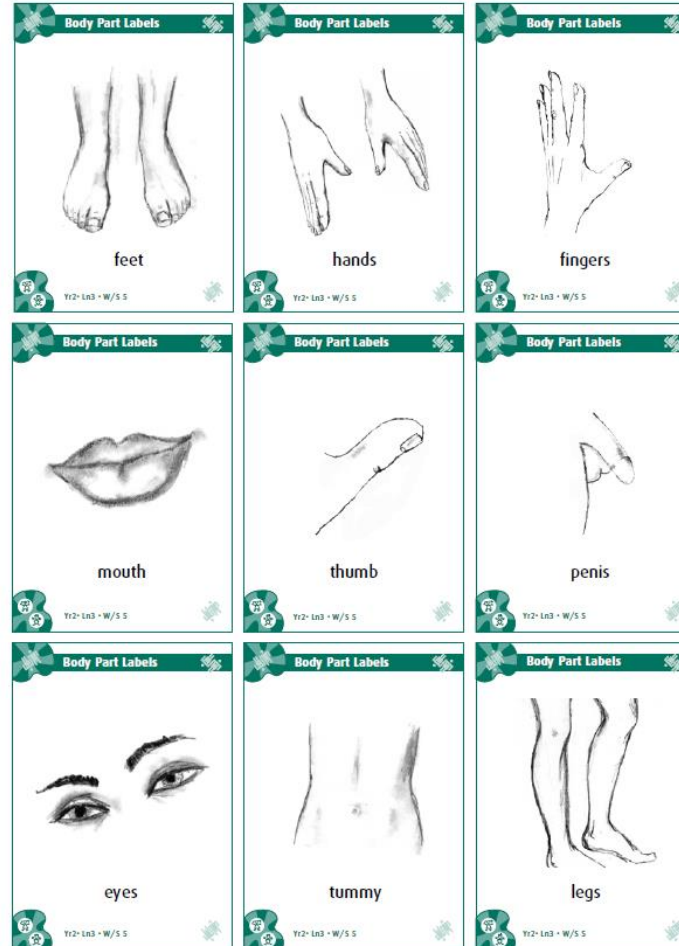 Body Part Labels
feet
Yr2• Ln3 • W/S 5
Body Part Labels
hands
Yr2• Ln3 • W/S 5
Body Part Labels
fingers
Yr2• Ln3 • W/S 5
Body Part Labels
mouth
Yr2• Ln3 • W/S 5
Body Part Labels
thumb
Yr2• Ln3 • W/S 5
Body Part Labels
penis
Yr2• Ln3 • W/S 5
Body Part Labels
eyes
Yr2• Ln3 • W/S 5
Body Part Labels
tummy
Yr2• Ln3 • W/S 5
Body Part Labels
legs
Yr2• Ln3 • W/S 5